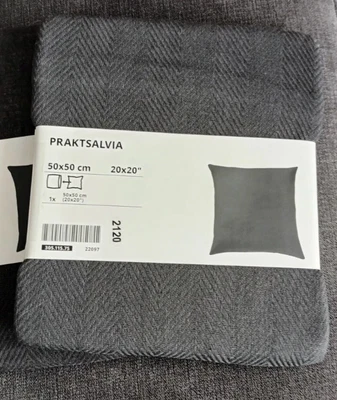 PRAKTSALVIA
50x50 cm 20x20"
50x50 cm
1x (20x20")
2120
305.115.75 22097